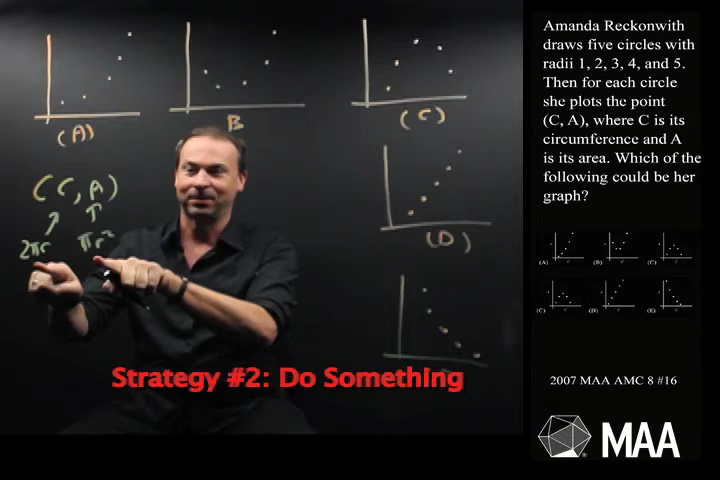 Amanda Reckonwith
draws five circles with
radii 1, 2, 3, 4, and 5.
Then for each circle
she plots the point
(C, A), where C is its
circumference and A
is its area. Which of the
following could be her
graph?
(A)
B
(C)
(D)
(C, A)
2πr
πr²
(A) (B) (C)
(C) (D) (E)
Strategy #2: Do Something
2007 MAA AMC 8 #16
MAA